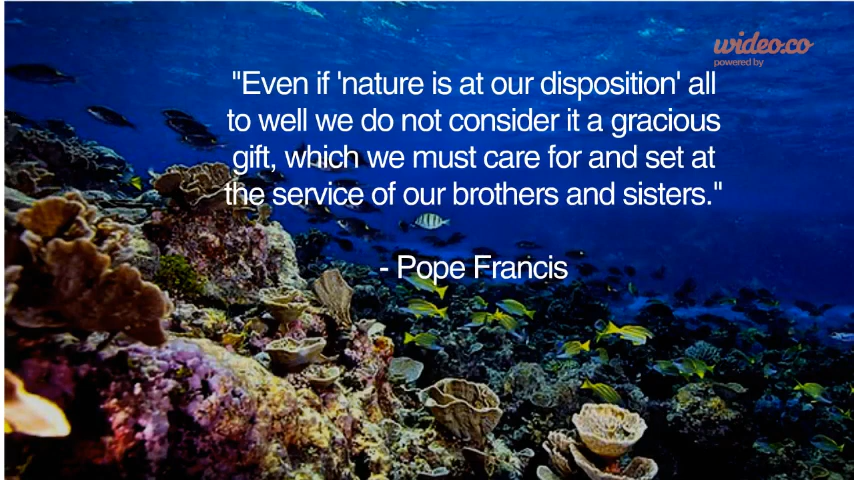 wideo.co
powered by
"Even if 'nature is at our disposition' all
to well we do not consider it a gracious
gift, which we must care for and set at
the service of our brothers and sisters."
- Pope Francis